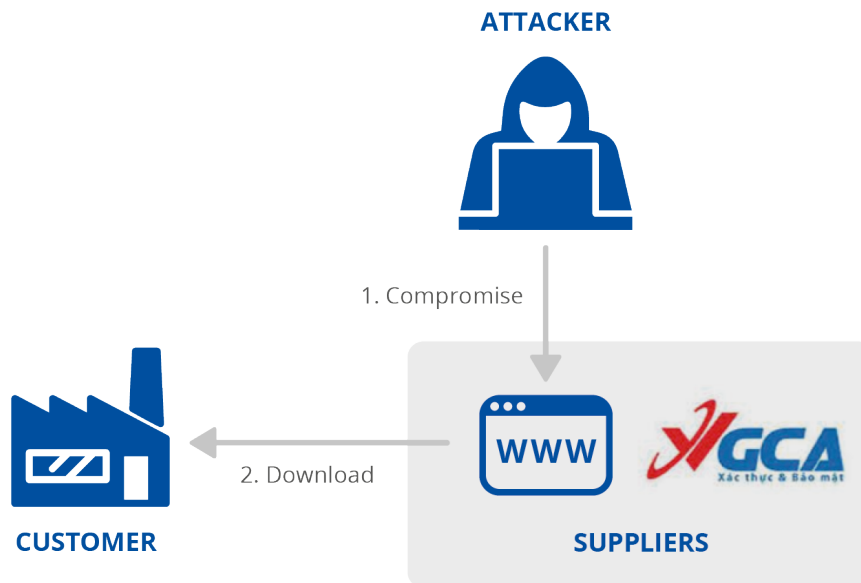 ATTACKER
1. Compromise
WWW
VGCA
Xác thực & Bảo mật
2. Download
CUSTOMER
SUPPLIERS